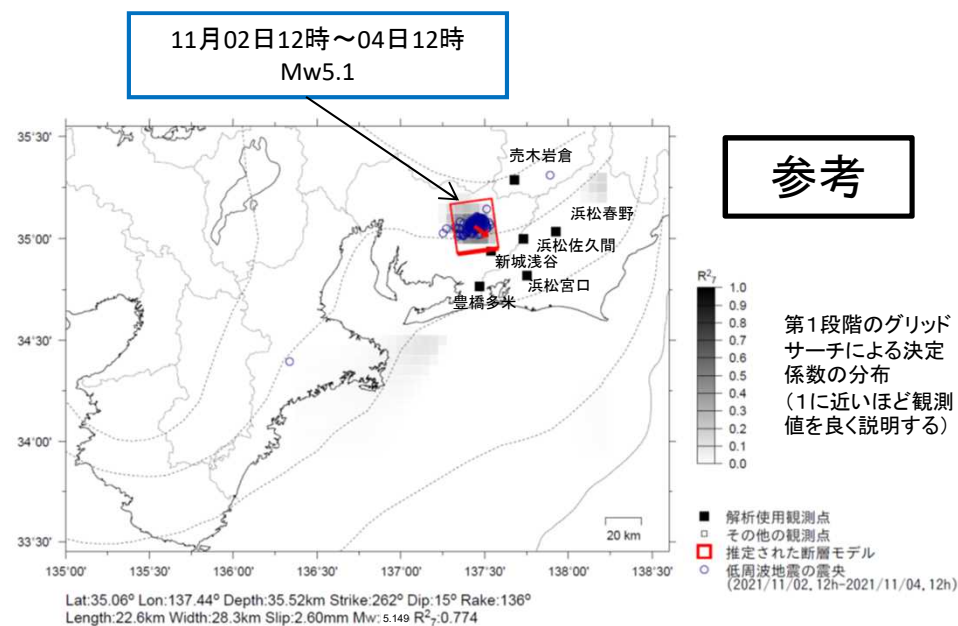 11月02日12時～04日12時
Mw5.1
参考
35°30'
35°00'
34°30'
34°00'
33°30'
135°00'
135°30'
136°00'
136°30'
137°00'
137°30'
138°00'
138°30'
売木岩倉
浜松春野
浜松佐久間
新城浅谷
浜松宮口
豊橋多米
20 km
R²₇
1.0
0.9
0.8
0.7
0.6
0.5
0.4
0.3
0.2
0.1
0.0
第１段階のグリッド
サーチによる決定
係数の分布
（１に近いほど観測
値を良く説明する）
解析使用観測点
その他の観測点
推定された断層モデル
低周波地震の震央
(2021/11/02,12h-2021/11/04,12h)
Lat:35.06° Lon:137.44° Depth:35.52km Strike:262° Dip:15° Rake:136°
Length:22.6km Width:28.3km Slip:2.60mm Mw:5.149 R²₇:0.774